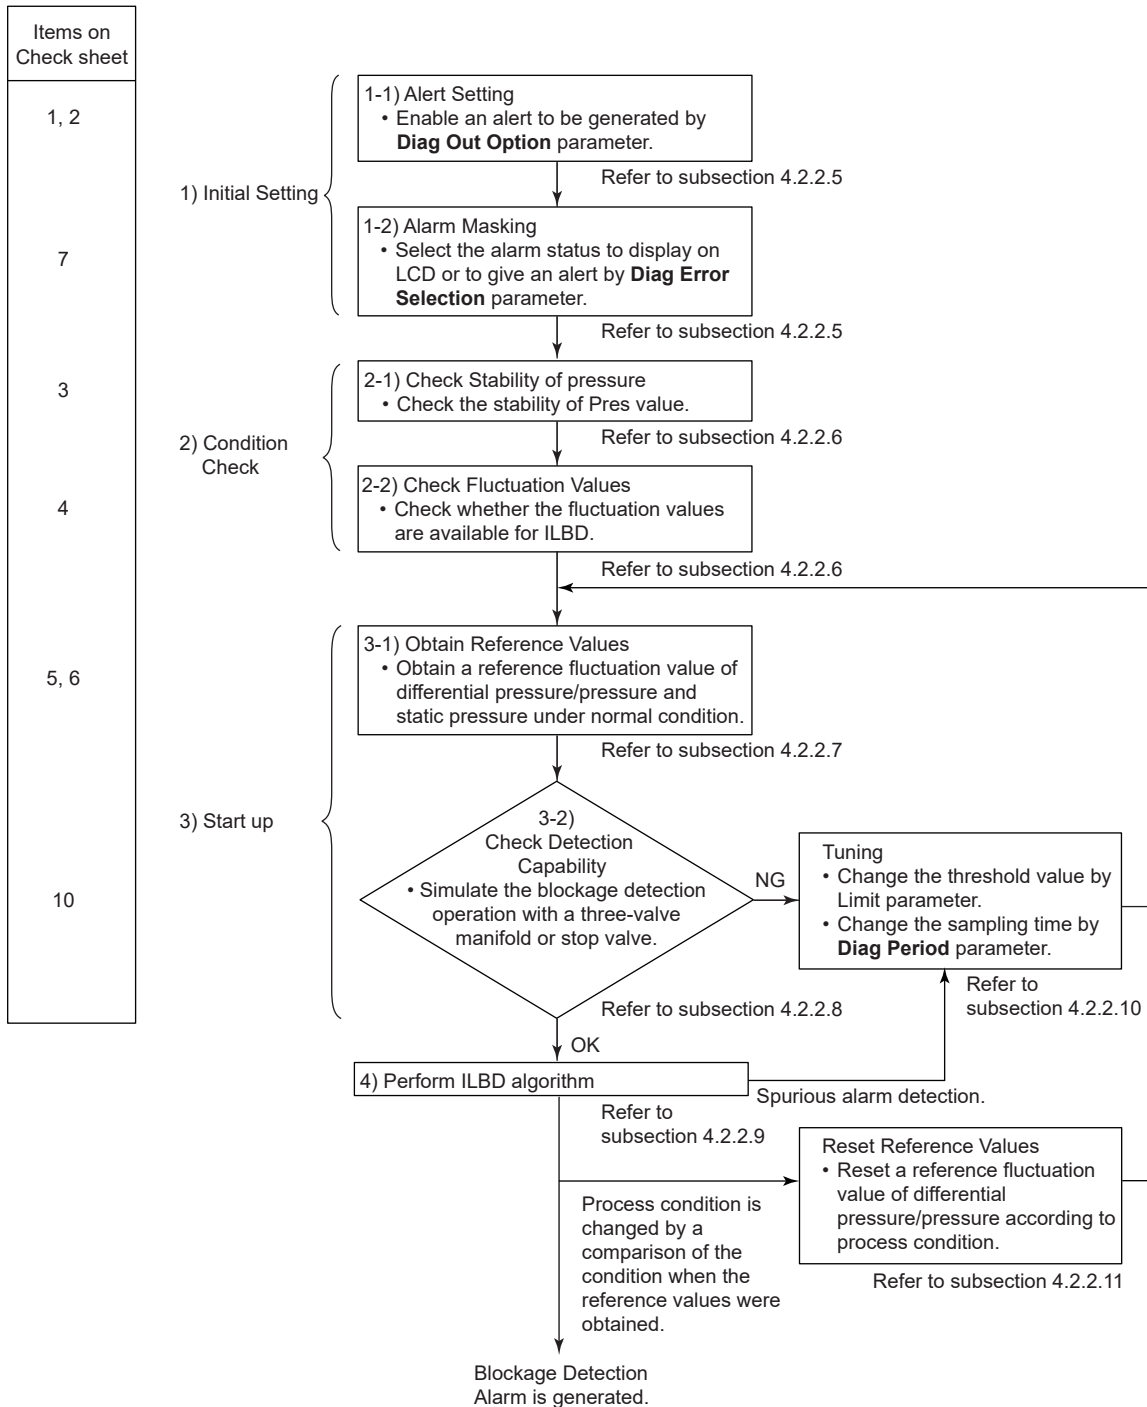 Items on
Check sheet
1, 2
7
3
4
5, 6
10
1) Initial Setting
1-1) Alert Setting
• Enable an alert to be generated by
Diag Out Option parameter.
Refer to subsection 4.2.2.5
1-2) Alarm Masking
• Select the alarm status to display on
LCD or to give an alert by Diag Error
Selection parameter.
Refer to subsection 4.2.2.5
2) Condition
Check
2-1) Check Stability of pressure
• Check the stability of Pres value.
Refer to subsection 4.2.2.6
2-2) Check Fluctuation Values
• Check whether the fluctuation values
are available for ILBD.
Refer to subsection 4.2.2.6
3) Start up
3-1) Obtain Reference Values
• Obtain a reference fluctuation value of
differential pressure/pressure and
static pressure under normal condition.
Refer to subsection 4.2.2.7
3-2)
Check Detection
Capability
• Simulate the blockage detection
operation with a three-valve
manifold or stop valve.
Refer to subsection 4.2.2.8
NG
Tuning
• Change the threshold value by
Limit parameter.
• Change the sampling time by
Diag Period parameter.
Refer to
subsection 4.2.2.10
OK
4) Perform ILBD algorithm
Spurious alarm detection.
Refer to
subsection 4.2.2.9
Reset Reference Values
• Reset a reference fluctuation
value of differential
pressure/pressure according to
process condition.
Refer to subsection 4.2.2.11
Process condition is
changed by a
comparison of the
condition when the
reference values were
obtained.
Blockage Detection
Alarm is generated.